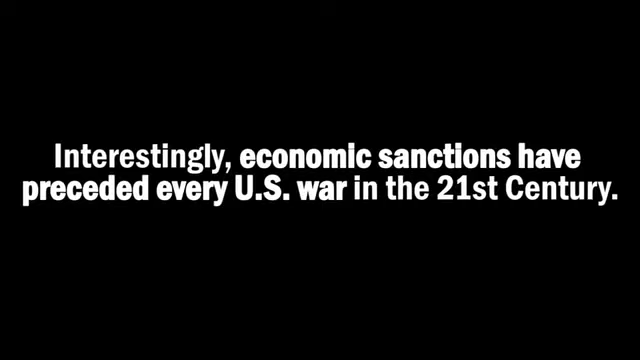 Interestingly, economic sanctions have
preceded every U.S. war in the 21st Century.